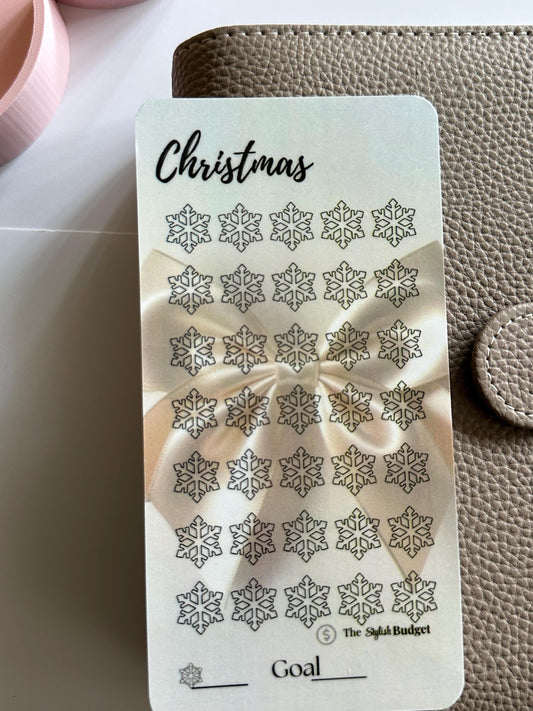 Christmas
$ The Stylish Budget
Goal